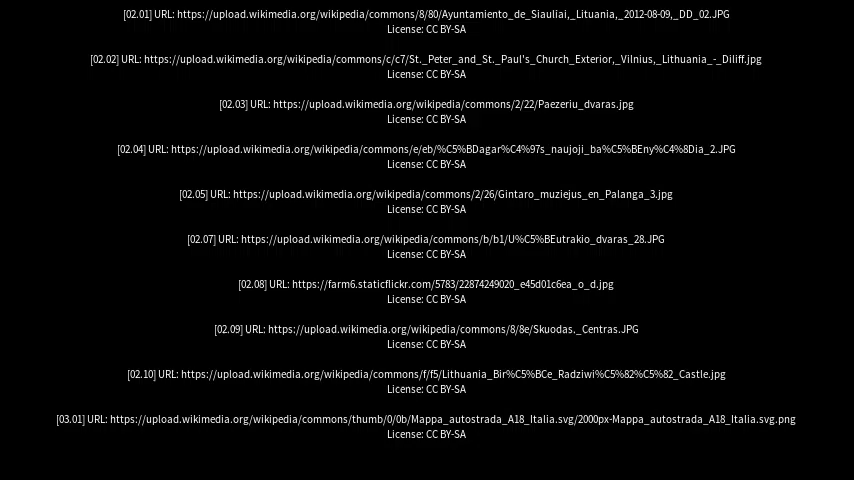 [02.01] URL: https://upload.wikimedia.org/wikipedia/commons/8/80/Ayuntamiento_de_Siauliai,_Lituania,_2012-08-09,_DD_02.JPG
License: CC BY-SA
[02.02] URL: https://upload.wikimedia.org/wikipedia/commons/c/c7/St._Peter_and_St._Paul's_Church_Exterior,_Vilnius,_Lithuania_-_Diliff.jpg
License: CC BY-SA
[02.03] URL: https://upload.wikimedia.org/wikipedia/commons/2/22/Paezeriu_dvaras.jpg
License: CC BY-SA
[02.04] URL: https://upload.wikimedia.org/wikipedia/commons/e/eb/%C5%BDagar%C4%97s_naujoji_ba%C5%BEny%C4%8Dia_2.JPG
License: CC BY-SA
[02.05] URL: https://upload.wikimedia.org/wikipedia/commons/2/26/Gintaro_muziejus_en_Palanga_3.jpg
License: CC BY-SA
[02.07] URL: https://upload.wikimedia.org/wikipedia/commons/b/b1/U%C5%BEutrakio_dvaras_28.JPG
License: CC BY-SA
[02.08] URL: https://farm6.staticflickr.com/5783/22874249020_e45d01c6ea_o_d.jpg
License: CC BY-SA
[02.09] URL: https://upload.wikimedia.org/wikipedia/commons/8/8e/Skuodas._Centras.JPG
License: CC BY-SA
[02.10] URL: https://upload.wikimedia.org/wikipedia/commons/f/f5/Lithuania_Bir%C5%BCe_Radziwi%C5%82%C5%82_Castle.jpg
License: CC BY-SA
[03.01] URL: https://upload.wikimedia.org/wikipedia/commons/thumb/0/0b/Mappa_autostrada_A18_Italia.svg/2000px-Mappa_autostrada_A18_Italia.svg.png
License: CC BY-SA